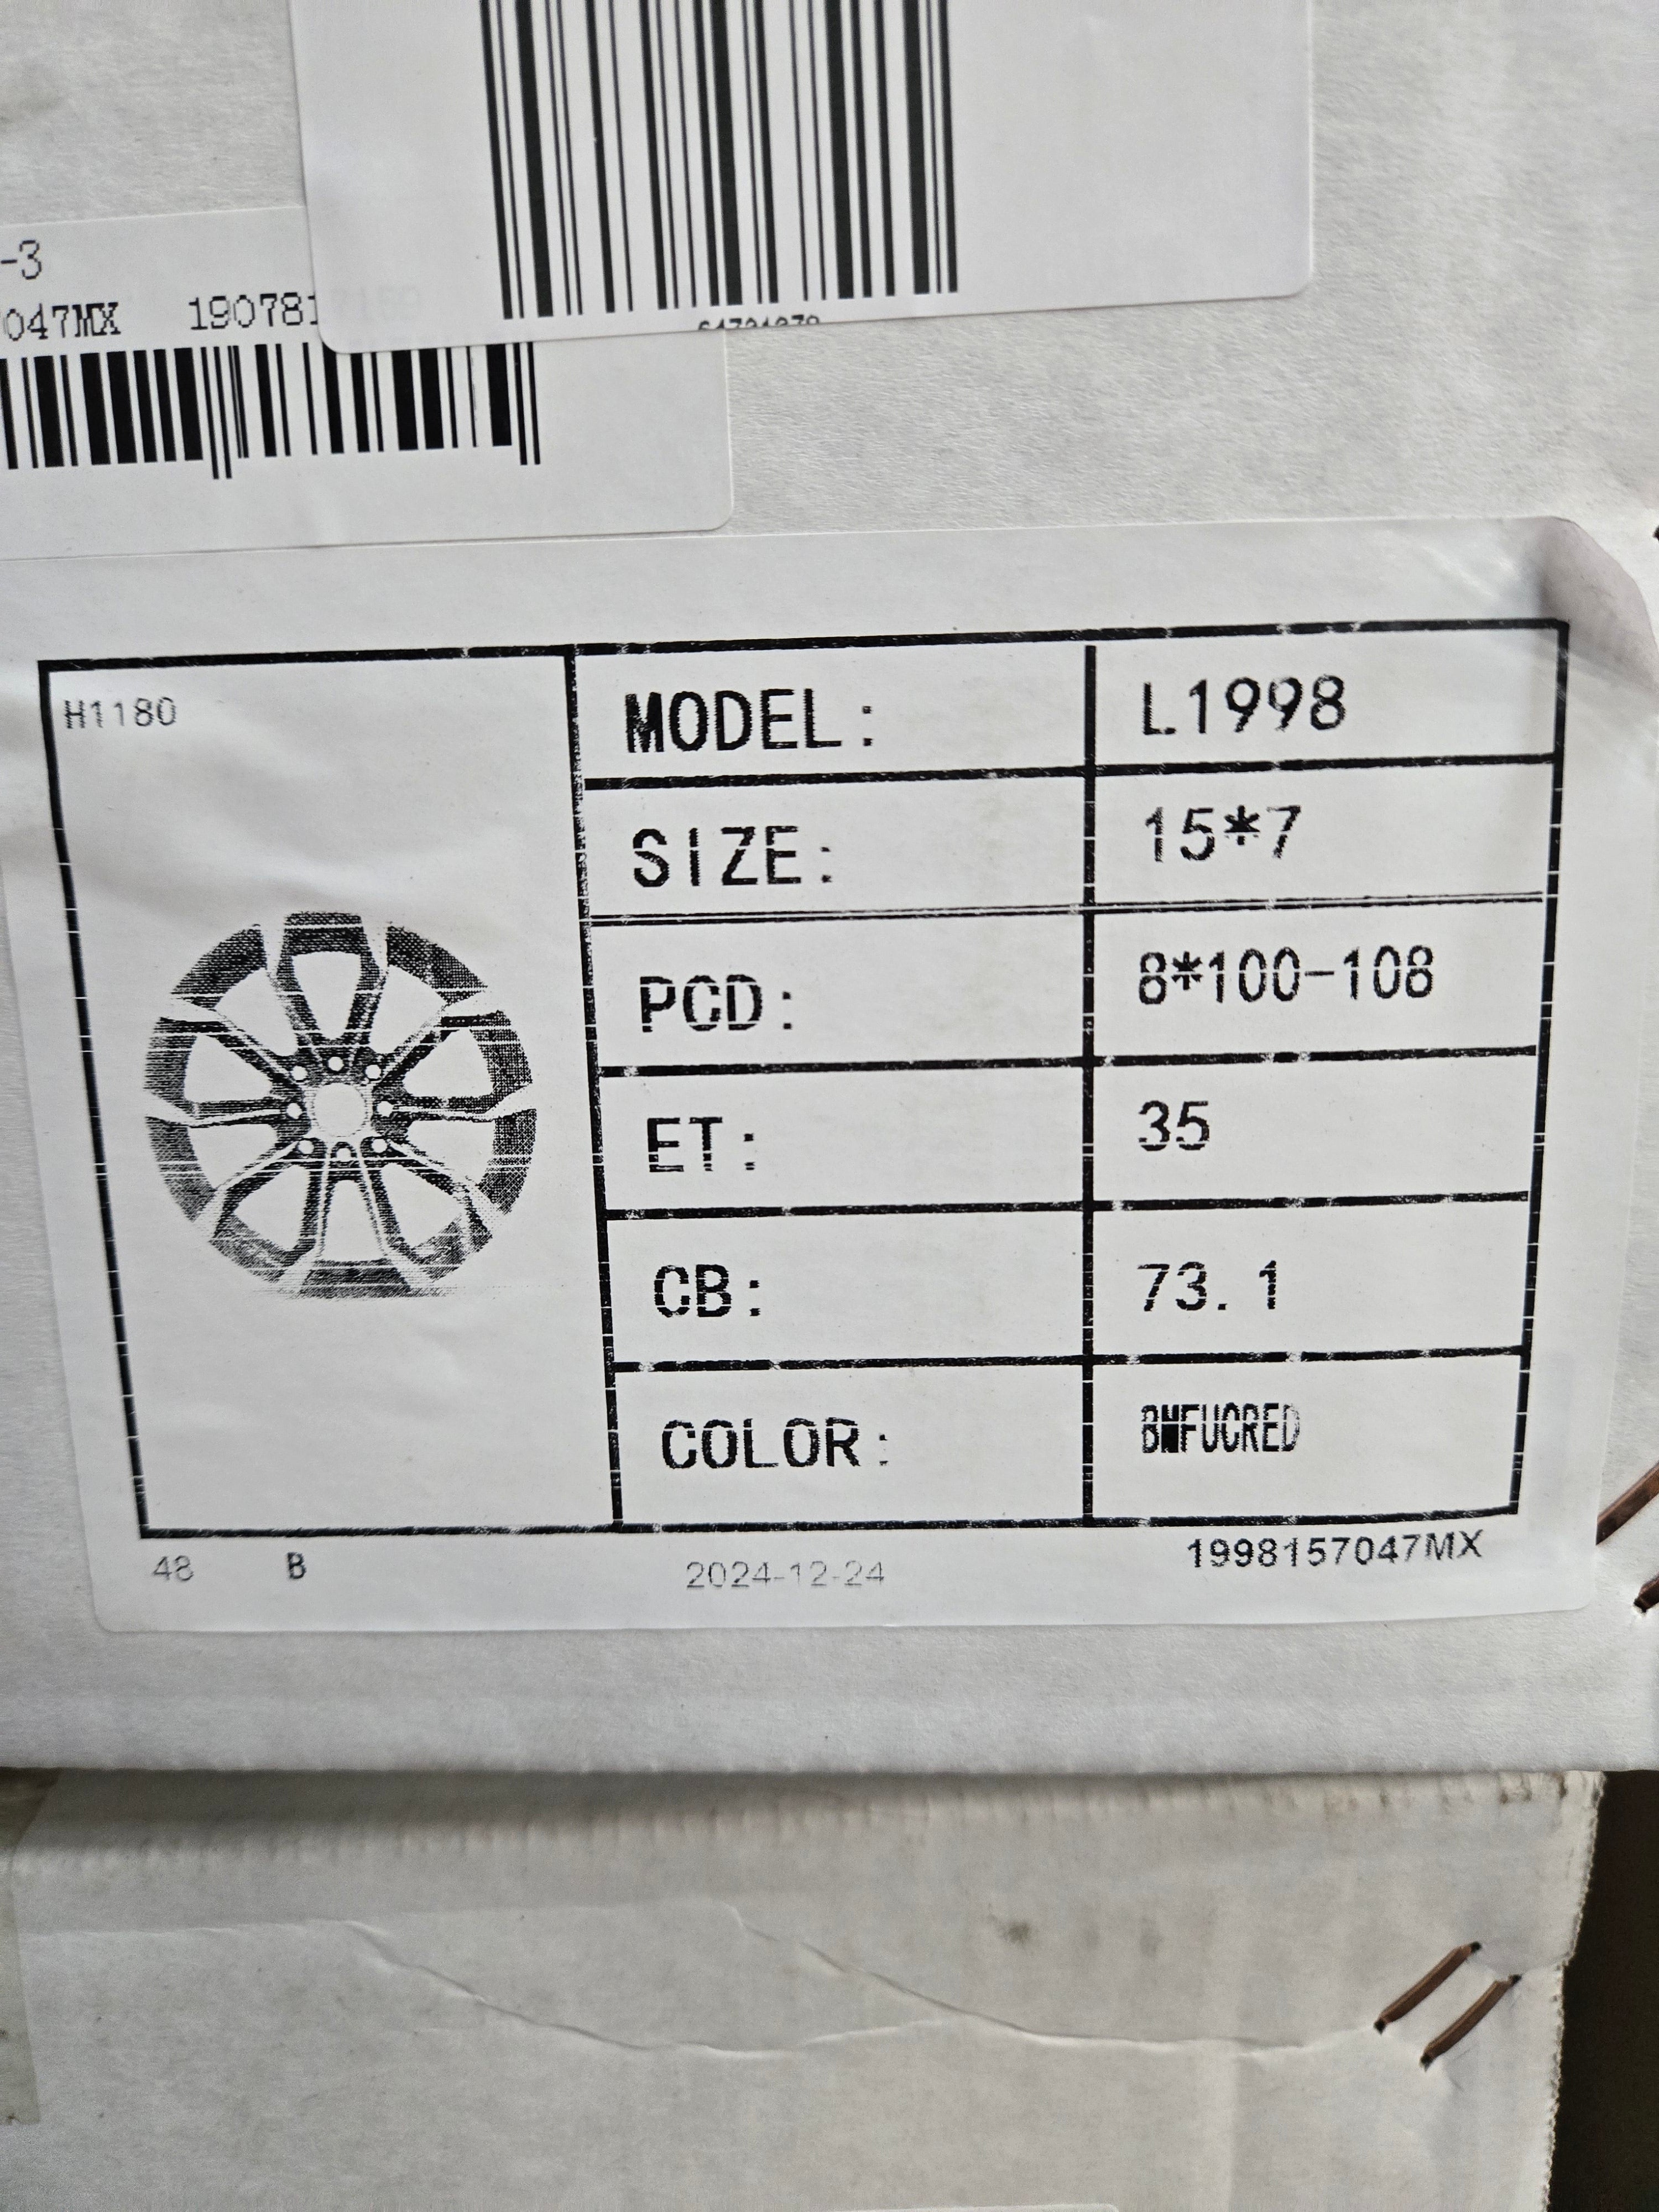 -3
047MX 190781
H1180
MODEL: L1998
SIZE: 15*7
PCD: 8*100-108
ET: 35
CB: 73.1
COLOR:
48 B 2024-12-24 1998157047MX